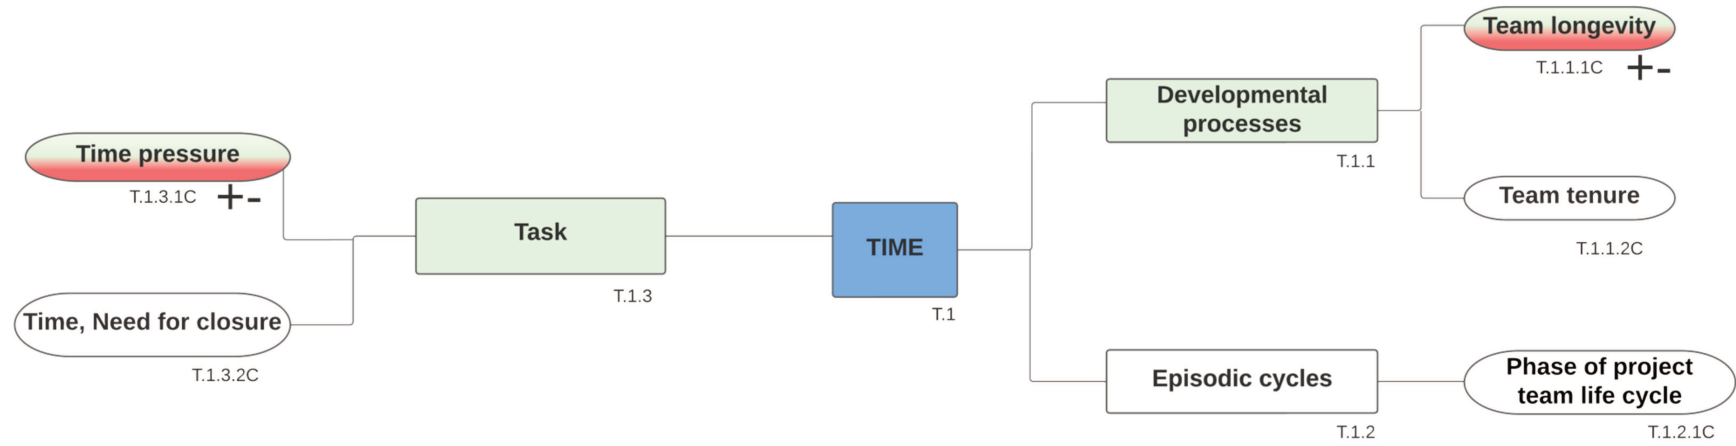 Time pressure
T.1.3.1C +-
Time, Need for closure
T.1.3.2C
Task
T.1.3
TIME
T.1
Developmental
processes
T.1.1
Team longevity
T.1.1.1C +-
Team tenure
T.1.1.2C
Episodic cycles
T.1.2
Phase of project
team life cycle
T.1.2.1C